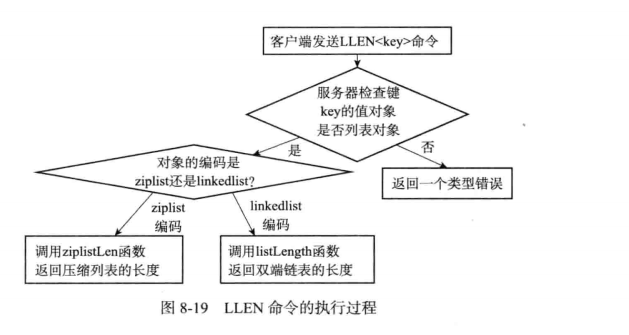 客户端发送LLEN<key>命令
服务器检查键
key的值对象
是否列表对象
是
否
对象的编码是
ziplist还是linkedlist?
返回一个类型错误
ziplist
编码
linkedlist
编码
调用ziplistLen函数
返回压缩列表的长度
调用listLength函数
返回双端链表的长度
图 8-19 LLEN 命令的执行过程